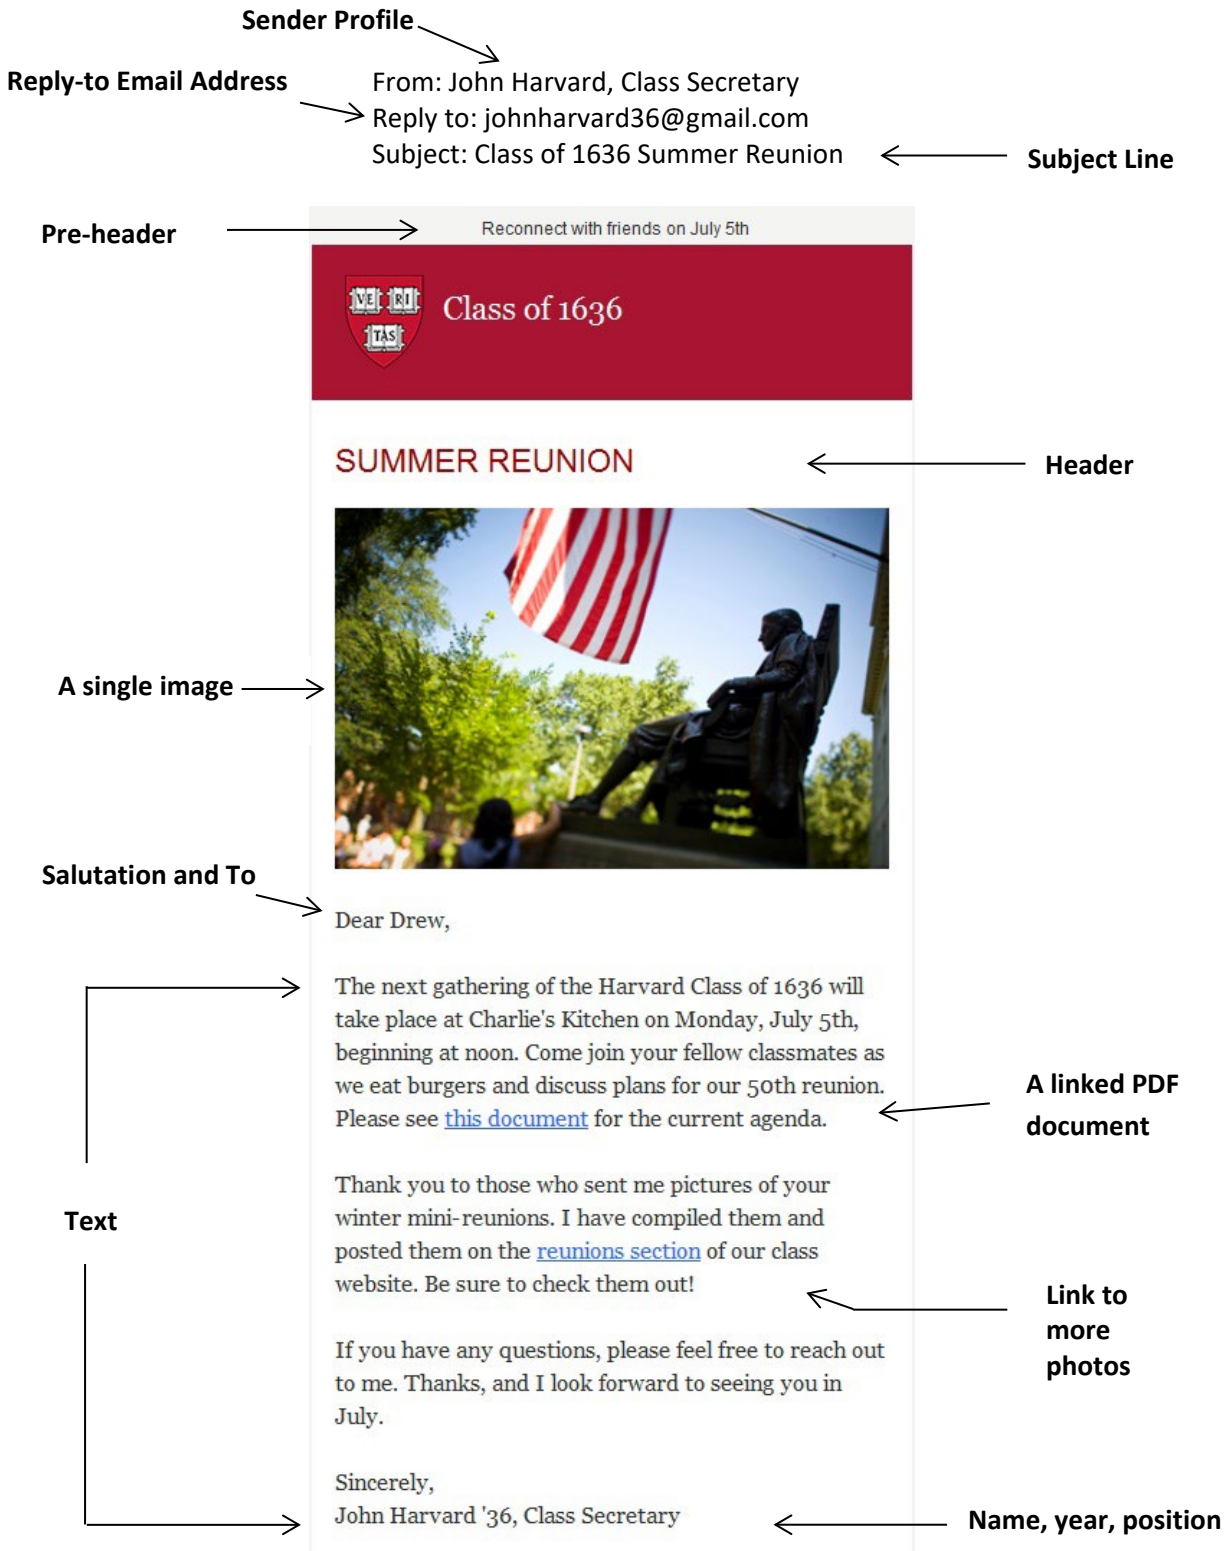 Sender Profile
Reply-to Email Address
From: John Harvard, Class Secretary
Reply to: johnharvard36@gmail.com
Subject: Class of 1636 Summer Reunion
Subject Line
Pre-header
Reconnect with friends on July 5th
VE RI
TAS
Class of 1636
SUMMER REUNION
Header
A single image
Salutation and To
Dear Drew,
The next gathering of the Harvard Class of 1636 will
take place at Charlie's Kitchen on Monday, July 5th,
beginning at noon. Come join your fellow classmates as
we eat burgers and discuss plans for our 50th reunion.
Please see this document for the current agenda.
A linked PDF
document
Text
Thank you to those who sent me pictures of your
winter mini-reunions. I have compiled them and
posted them on the reunions section of our class
website. Be sure to check them out!
Link to
more
photos
If you have any questions, please feel free to reach out
to me. Thanks, and I look forward to seeing you in
July.
Sincerely,
John Harvard '36, Class Secretary
Name, year, position